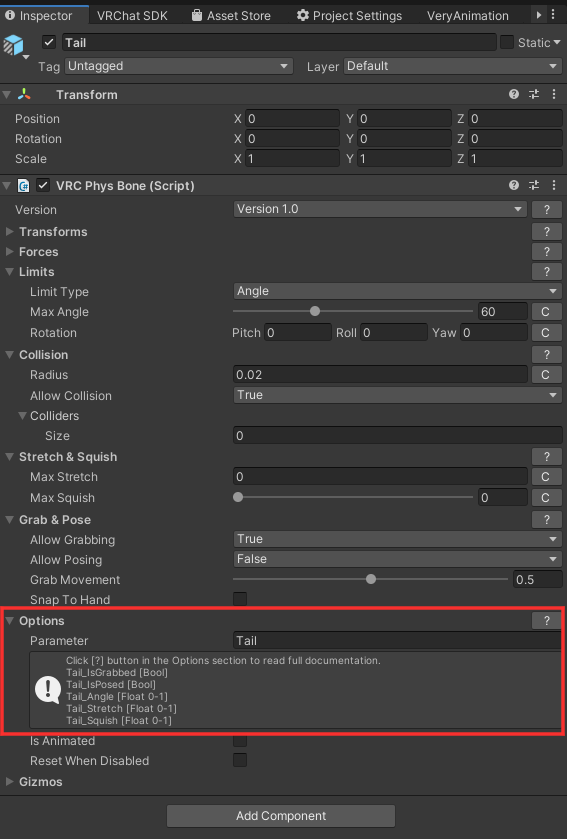 Inspector VRChat SDK Asset Store Project Settings VeryAnimation
Tail Static
Tag Untagged Layer Default
Transform
Position X 0 Y 0 Z 0
Rotation X 0 Y 0 Z 0
Scale X 1 Y 1 Z 1
VRC Phys Bone (Script)
Version Version 1.0 ?
Transforms ?
Forces ?
Limits ?
Limit Type Angle
Max Angle 60 C
Rotation Pitch 0 Roll 0 Yaw 0 C
Collision ?
Radius 0.02 C
Allow Collision True
Colliders
Size 0
Stretch & Squish ?
Max Stretch 0 C
Max Squish 0 C
Grab & Pose ?
Allow Grabbing True
Allow Posing False
Grab Movement 0.5
Snap To Hand
Options ?
Parameter Tail
Click [?] button in the Options section to read full documentation.
Tail_IsGrabbed [Bool]
Tail_IsPosed [Bool]
Tail_Angle [Float 0-1]
Tail_Stretch [Float 0-1]
Tail_Squish [Float 0-1]
Is Animated
Reset When Disabled
Gizmos
Add Component